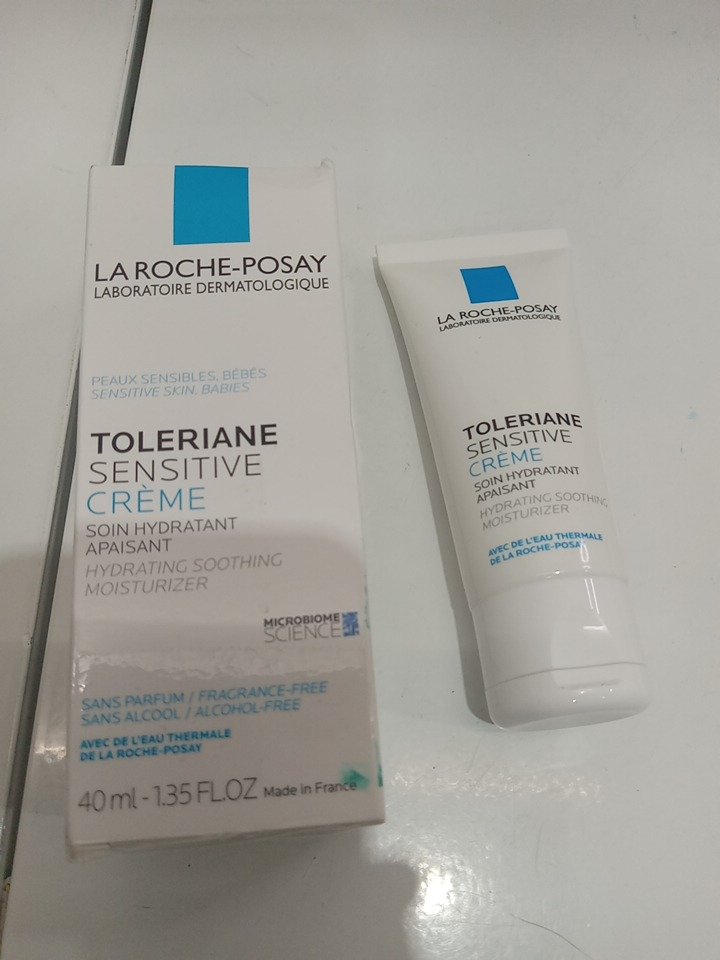 LA ROCHE-POSAY
LABORATOIRE DERMATOLOGIQUE
PEAUX SENSIBLES, BÉBÉS
SENSITIVE SKIN, BABIES
TOLERIANE
SENSITIVE
CRÈME
SOIN HYDRATANT
APAISANT
HYDRATING SOOTHING
MOISTURIZER
MICROBIOME
SCIENCE
SANS PARFUM / FRAGRANCE-FREE
SANS ALCOOL / ALCOHOL-FREE
AVEC DE L'EAU THERMALE
DE LA ROCHE-POSAY
40 ml - 1.35 FL.OZ Made in France
LA ROCHE-POSAY
LABORATOIRE DERMATOLOGIQUE
TOLERIANE
SENSITIVE
CRÈME
SOIN HYDRATANT
APAISANT
HYDRATING SOOTHING
MOISTURIZER
AVEC DE L'EAU THERMALE
DE LA ROCHE-POSAY